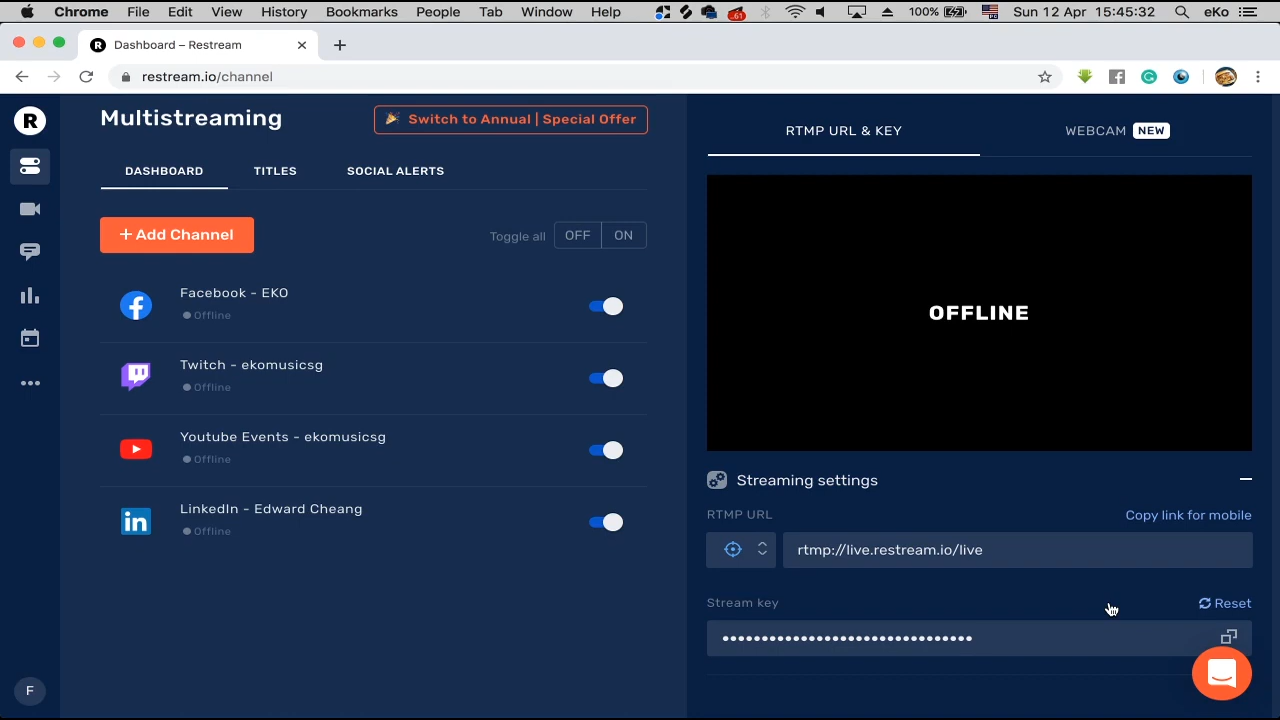 Chrome File Edit View History Bookmarks People Tab Window Help .61 100% Sun 12 Apr 15:45:32 eKo
R Dashboard – Restream
restream.io/channel
R
Multistreaming
Switch to Annual | Special Offer
DASHBOARD TITLES SOCIAL ALERTS
+ Add Channel
Toggle all OFF ON
Facebook - EKO
Offline
Twitch - ekomusicsg
Offline
Youtube Events - ekomusicsg
Offline
in LinkedIn - Edward Cheang
Offline
F
RTMP URL & KEY WEBCAM NEW
OFFLINE
Streaming settings
RTMP URL Copy link for mobile
rtmp://live.restream.io/live
Stream key Reset
••••••••••••••••••••••••••••••••